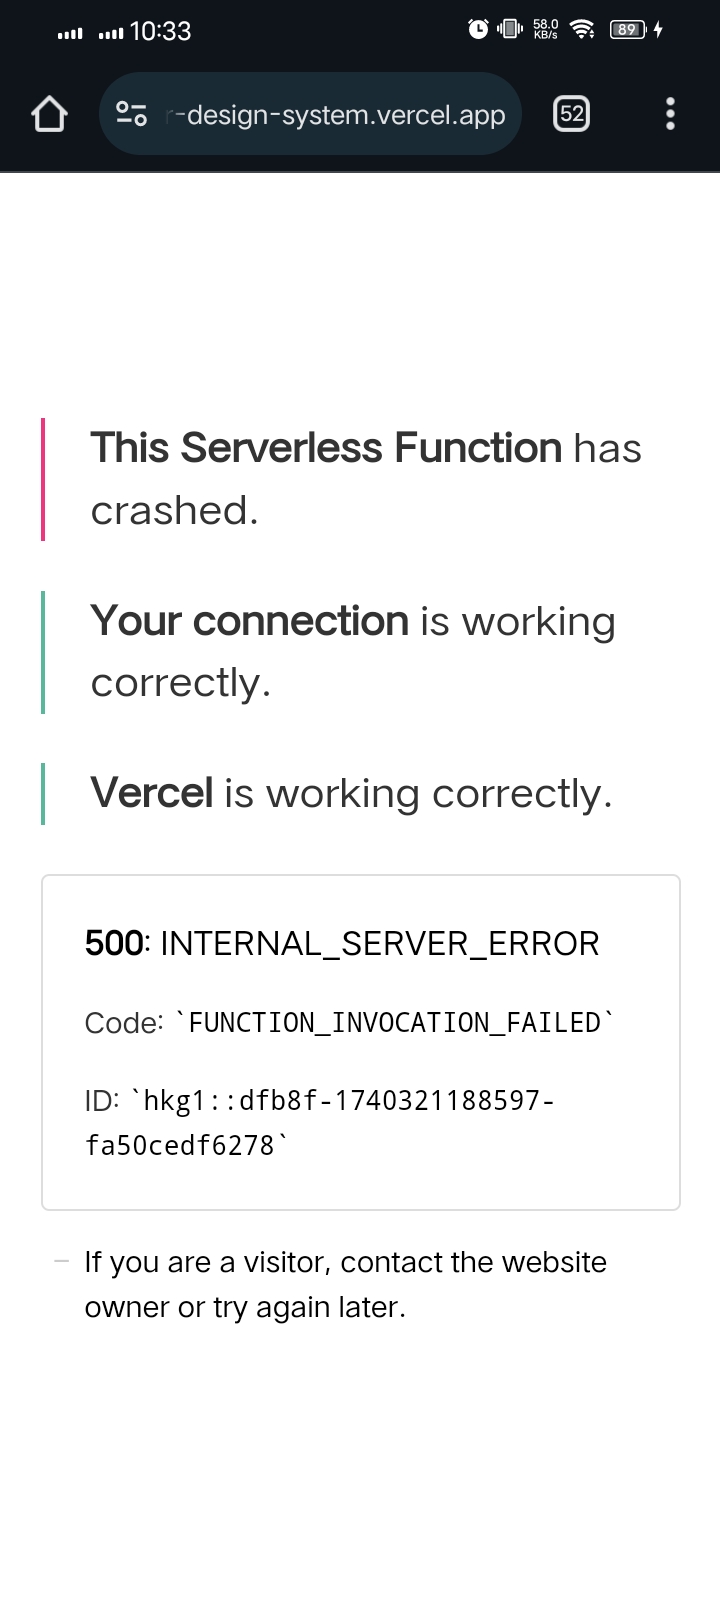 10:33
58.0
KB/s
89
r-design-system.vercel.app
52
This Serverless Function has
crashed.
Your connection is working
correctly.
Vercel is working correctly.
500: INTERNAL_SERVER_ERROR
Code: `FUNCTION_INVOCATION_FAILED`
ID: `hkg1::dfb8f-1740321188597-
fa50cedf6278`
If you are a visitor, contact the website
owner or try again later.